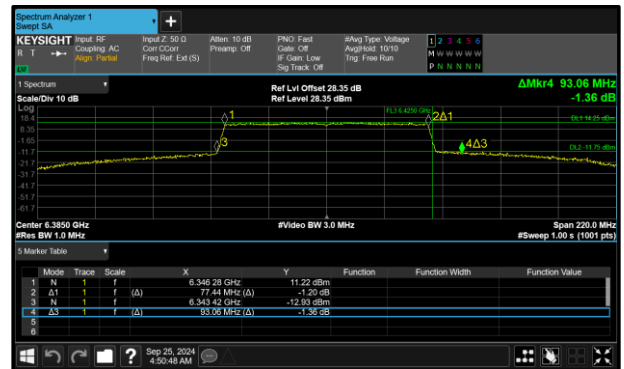 Spectrum Analyzer 1
Swept SA
KEYSIGHT
R T
LXI
Input: RF
Coupling: AC
Align: Partial
Input Z: 50 Ω
Corr CCorr
Freq Ref: Ext (S)
Atten: 10 dB
Preamp: Off
PNO: Fast
Gate: Off
IF Gain: Low
Sig Track: Off
#Avg Type: Voltage
Avg|Hold: 10/10
Trig: Free Run
1 2 3 4 5 6
M W W W W W
P N N N N N
1 Spectrum
Scale/Div 10 dB
Ref Lvl Offset 28.35 dB
Ref Level 28.35 dBm
ΔMkr4 93.06 MHz
-1.36 dB
Log
18.4
8.35
-1.65
-11.7
-21.7
-31.7
-41.7
-51.7
-61.7
1
3
FL3 6.4250 GHz
2Δ1
4Δ3
DL1 14.25 dBm
DL2 -11.75 dBm
Center 6.3850 GHz
#Res BW 1.0 MHz
#Video BW 3.0 MHz
Span 220.0 MHz
#Sweep 1.00 s (1001 pts)
5 Marker Table
Mode Trace Scale X Y Function Function Width Function Value
1 N 1 f 6.346 28 GHz 11.22 dBm
2 Δ1 1 f (Δ) 77.44 MHz (Δ) -1.20 dB
3 N 1 f 6.343 42 GHz -12.93 dBm
4 Δ3 1 f (Δ) 93.06 MHz (Δ) -1.36 dB
5
6
?
Sep 25, 2024
4:50:48 AM